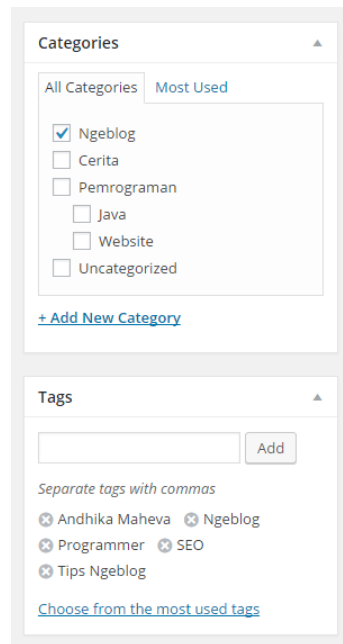 Categories
All Categories Most Used
Ngeblog
Cerita
Pemrograman
Java
Website
Uncategorized
+ Add New Category
Tags
Add
Separate tags with commas
Andhika Maheva Ngeblog
Programmer SEO
Tips Ngeblog
Choose from the most used tags